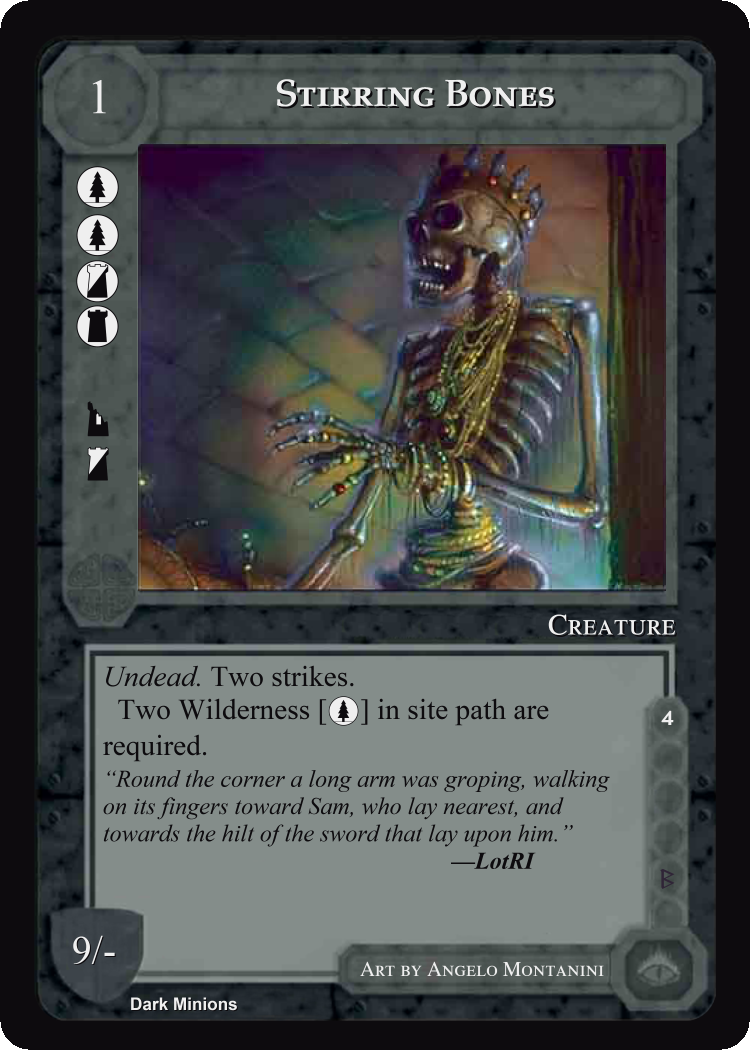 1
STIRRING BONES
CREATURE
Undead. Two strikes.
Two Wilderness [ ] in site path are
required.
“Round the corner a long arm was groping, walking
on its fingers toward Sam, who lay nearest, and
towards the hilt of the sword that lay upon him.”
—LotRI
4
9/-
ART BY ANGELO MONTANINI
Dark Minions